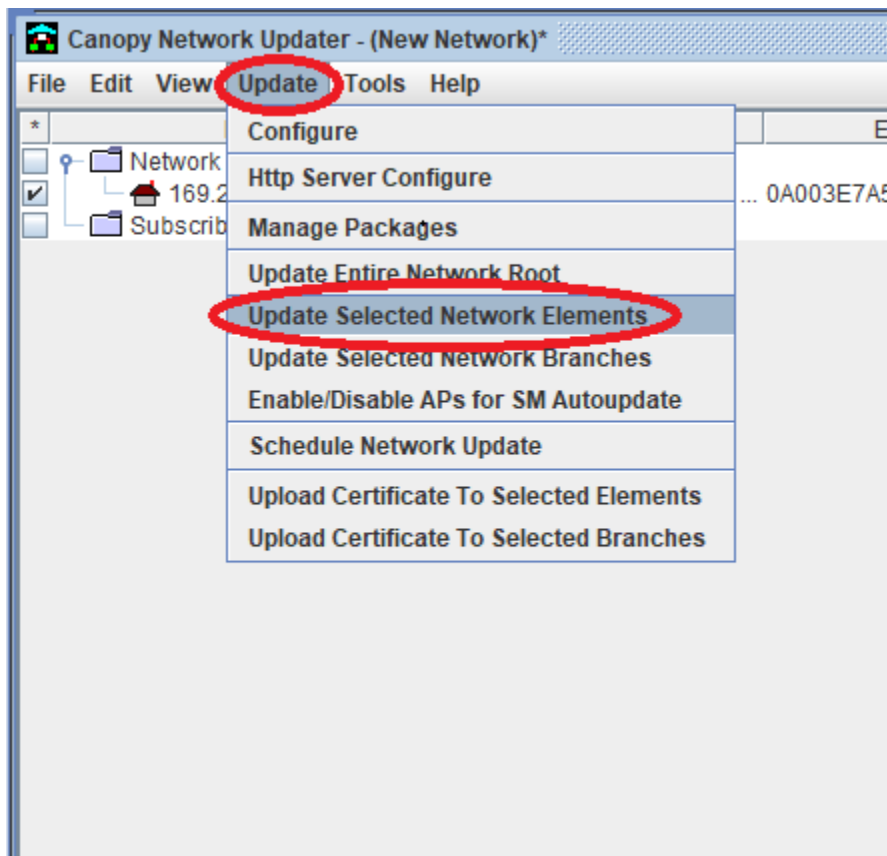 Canopy Network Updater - (New Network)*
File Edit View Update Tools Help
*
E
Configure
Network
Http Server Configure
169.2
... 0A003E7A5
Subscrib
Manage Packages
Update Entire Network Root
Update Selected Network Elements
Update Selected Network Branches
Enable/Disable APs for SM Autoupdate
Schedule Network Update
Upload Certificate To Selected Elements
Upload Certificate To Selected Branches